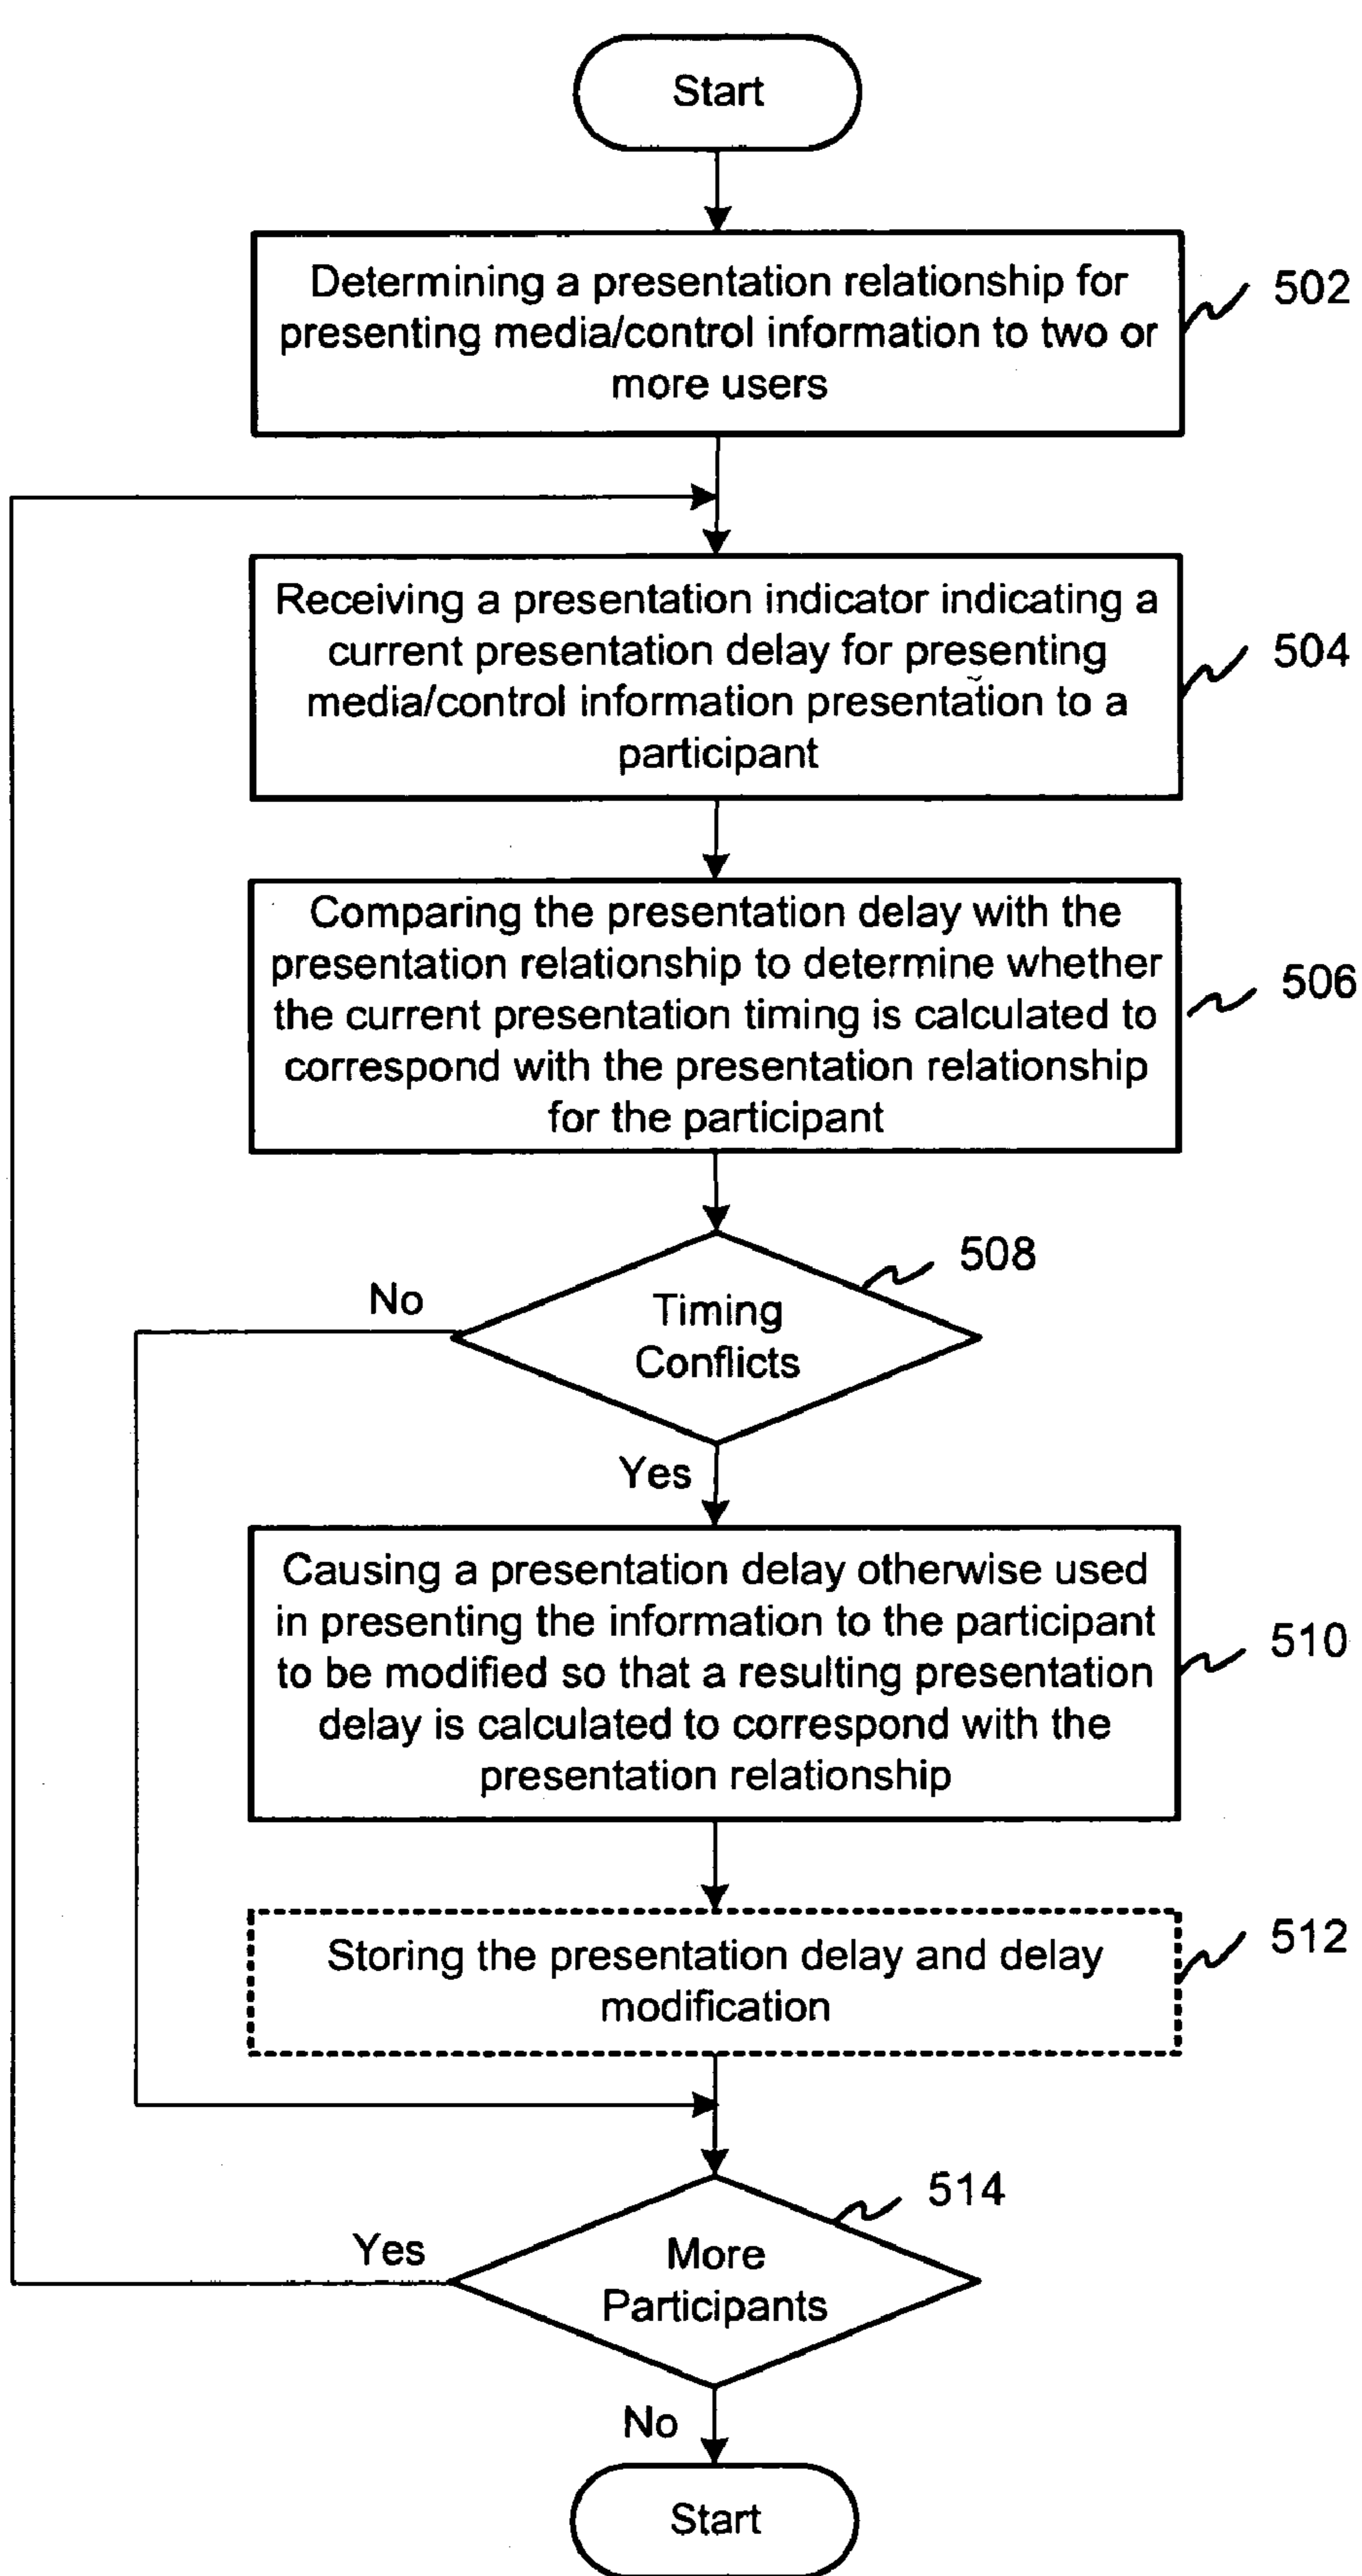 Start
Determining a presentation relationship for
presenting media/control information to two or
more users
502
Receiving a presentation indicator indicating a
current presentation delay for presenting
media/control information presentation to a
participant
504
Comparing the presentation delay with the
presentation relationship to determine whether
the current presentation timing is calculated to
correspond with the presentation relationship
for the participant
506
508
No
Timing
Conflicts
Yes
Causing a presentation delay otherwise used
in presenting the information to the participant
to be modified so that a resulting presentation
delay is calculated to correspond with the
presentation relationship
510
Storing the presentation delay and delay
modification
512
514
Yes
More
Participants
No
Start